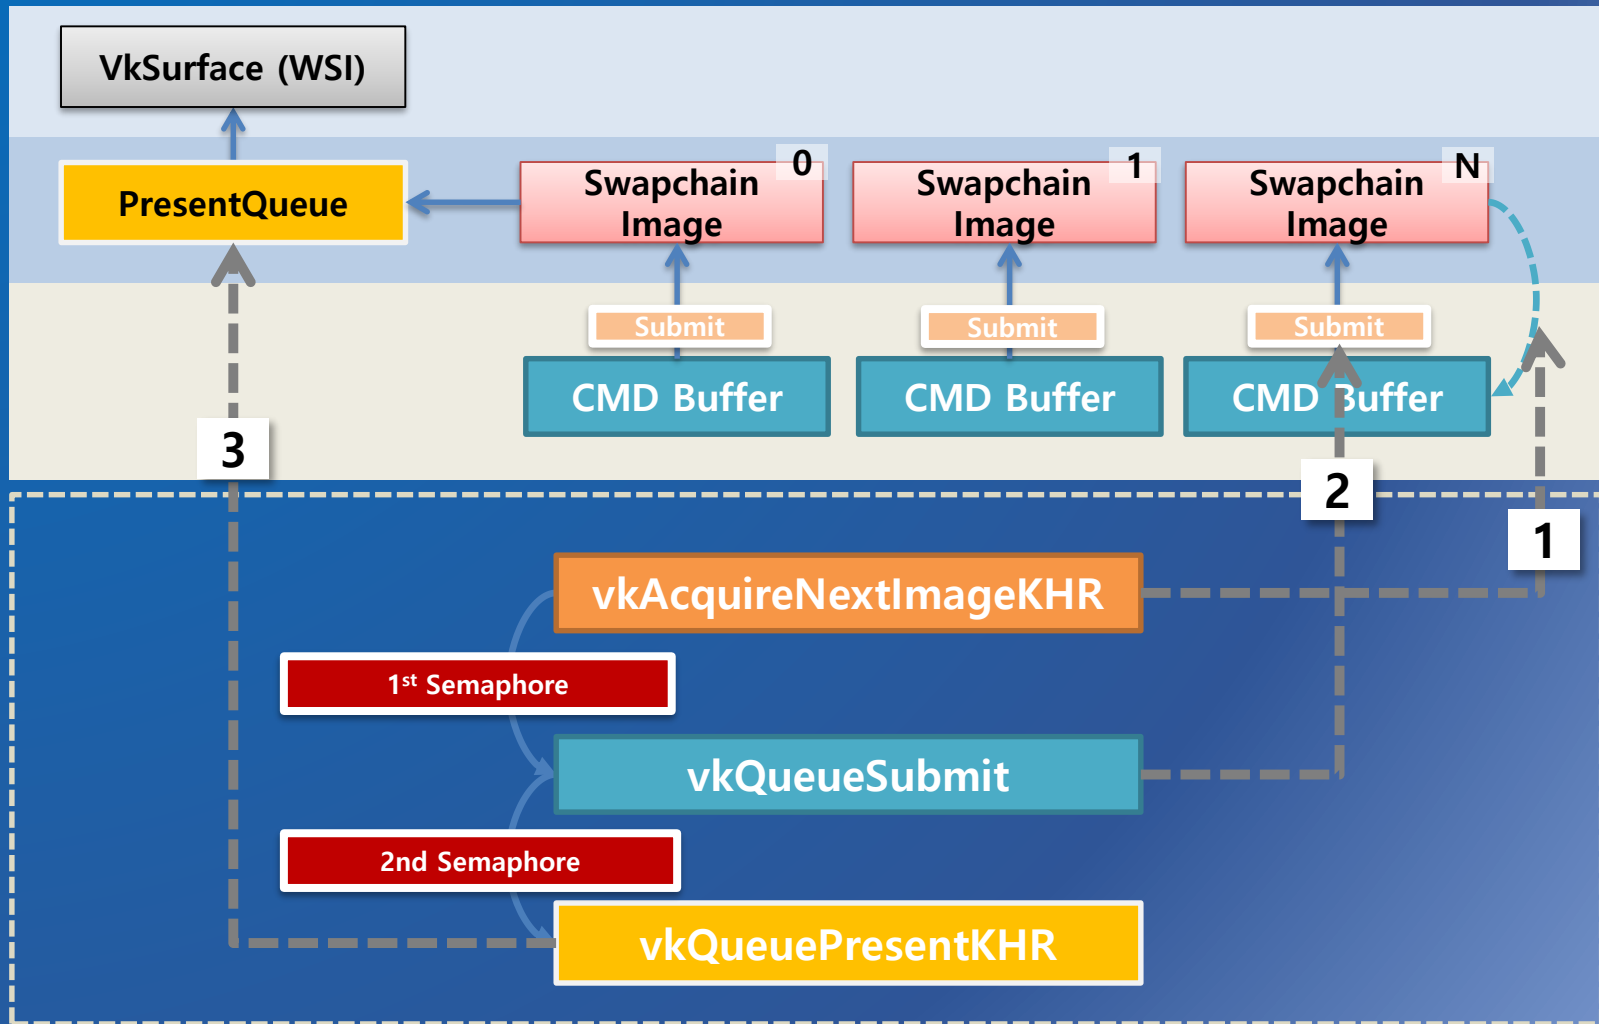 VkSurface (WSI)
PresentQueue
Swapchain
Image
0
Swapchain
Image
1
Swapchain
Image
N
Submit
Submit
Submit
CMD Buffer
CMD Buffer
CMD Buffer
3
2
1
vkAcquireNextImageKHR
1st Semaphore
vkQueueSubmit
2nd Semaphore
vkQueuePresentKHR